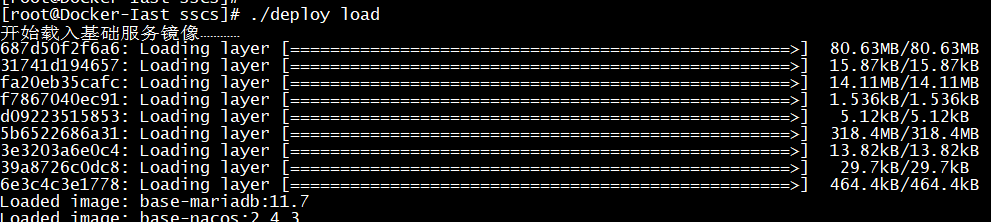 [root@Docker-Iast sscs]#
[root@Docker-Iast sscs]# ./deploy load
开始载入基础服务镜像…………
687d50f2f6a6: Loading layer [==================================================>]  80.63MB/80.63MB
31741d194657: Loading layer [==================================================>]  15.87kB/15.87kB
fa20eb35cafc: Loading layer [==================================================>]  14.11MB/14.11MB
f7867040ec91: Loading layer [==================================================>]  1.536kB/1.536kB
d09223515853: Loading layer [==================================================>]  5.12kB/5.12kB
5b6522686a31: Loading layer [==================================================>]  318.4MB/318.4MB
3e3203a6e0c4: Loading layer [==================================================>]  13.82kB/13.82kB
39a8726c0dc8: Loading layer [==================================================>]  29.7kB/29.7kB
6e3c4c3e1778: Loading layer [==================================================>]  464.4kB/464.4kB
Loaded image: base-mariadb:11.7
Loaded image: base-nacos:2.4.3